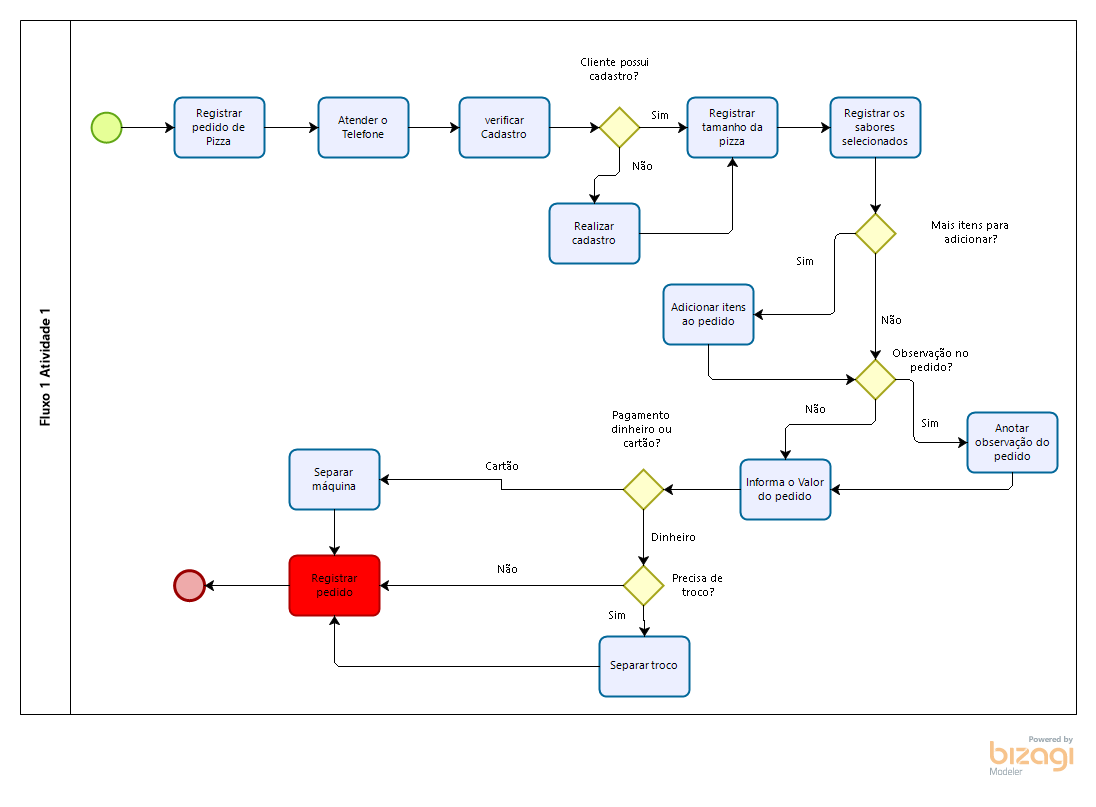 Fluxo 1 Atividade 1
Cliente possui
cadastro?
Registrar
pedido de
Pizza
Atender o
Telefone
verificar
Cadastro
Sim
Registrar
tamanho da
pizza
Registrar os
sabores
selecionados
Não
Realizar
cadastro
Mais itens para
adicionar?
Sim
Adicionar itens
ao pedido
Não
Observação no
pedido?
Não
Sim
Anotar
observação do
pedido
Pagamento
dinheiro ou
cartão?
Cartão
Separar
máquina
Informa o Valor
do pedido
Dinheiro
Não
Precisa de
troco?
Registrar
pedido
Sim
Separar troco
Powered by
bizagi
Modeler